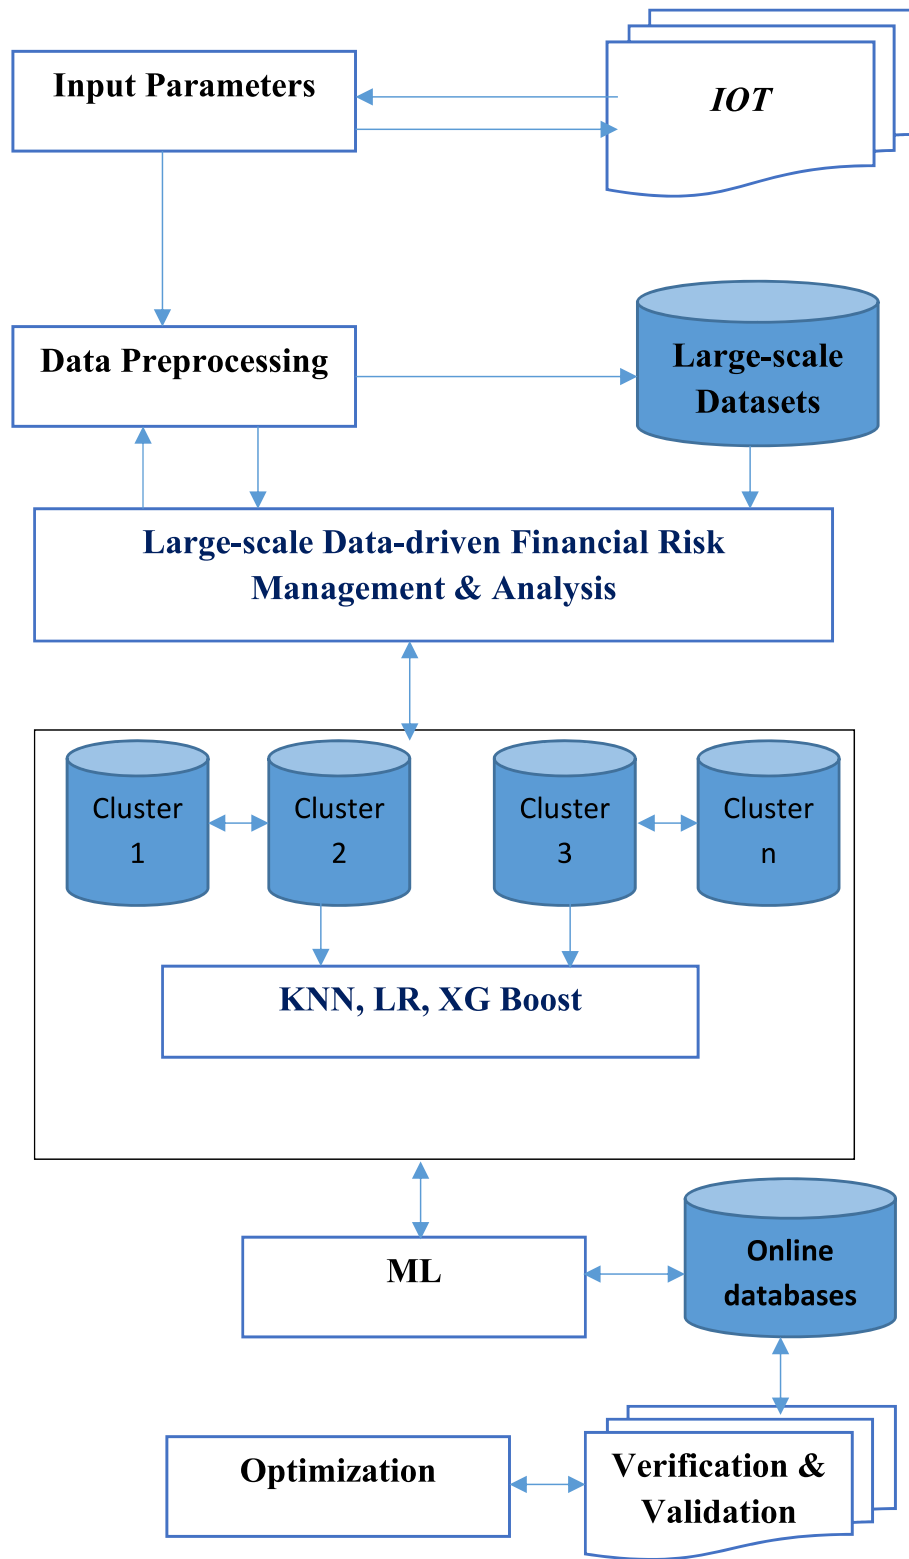 Input Parameters
IOT
Data Preprocessing
Large-scale
Datasets
Large-scale Data-driven Financial Risk
Management & Analysis
Cluster
1
Cluster
2
Cluster
3
Cluster
n
KNN, LR, XG Boost
ML
Online
databases
Optimization
Verification &
Validation